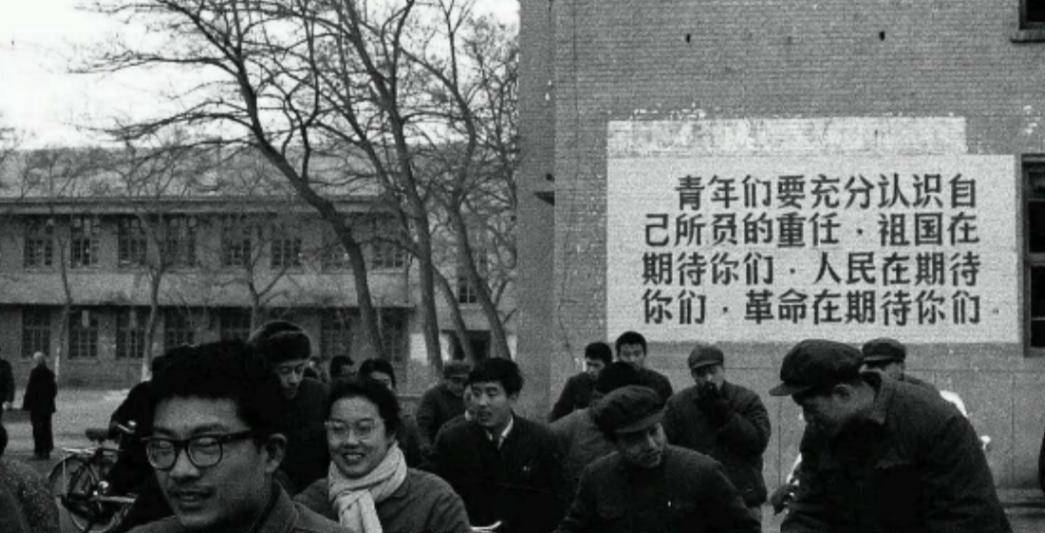 青年们要充分认识自
己所负的重任·祖国在
期待你们·人民在期待
你们·革命在期待你们。